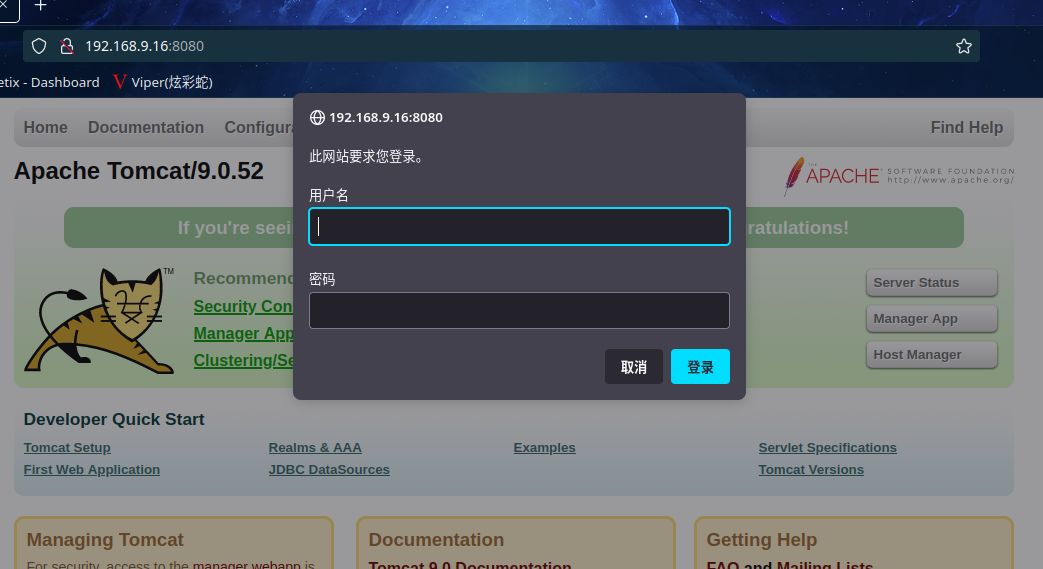 192.168.9.16:8080
etix - Dashboard V Viper(炫彩蛇)
192.168.9.16:8080
此网站要求您登录。
用户名
密码
取消 登录
Home Documentation Configura Find Help
Apache Tomcat/9.0.52
THE
APACHE SOFTWARE FOUNDATION
http://www.apache.org/
If you're seei ratulations!
TM
Recommend
Security Con
Manager App
Clustering/Se
Server Status
Manager App
Host Manager
Developer Quick Start
Tomcat Setup Realms & AAA Examples Servlet Specifications
First Web Application JDBC DataSources Tomcat Versions
Managing Tomcat Documentation Getting Help
For security, access to the manager webapp is Tomcat 9.0 Documentation FAQ and Mailing Lists